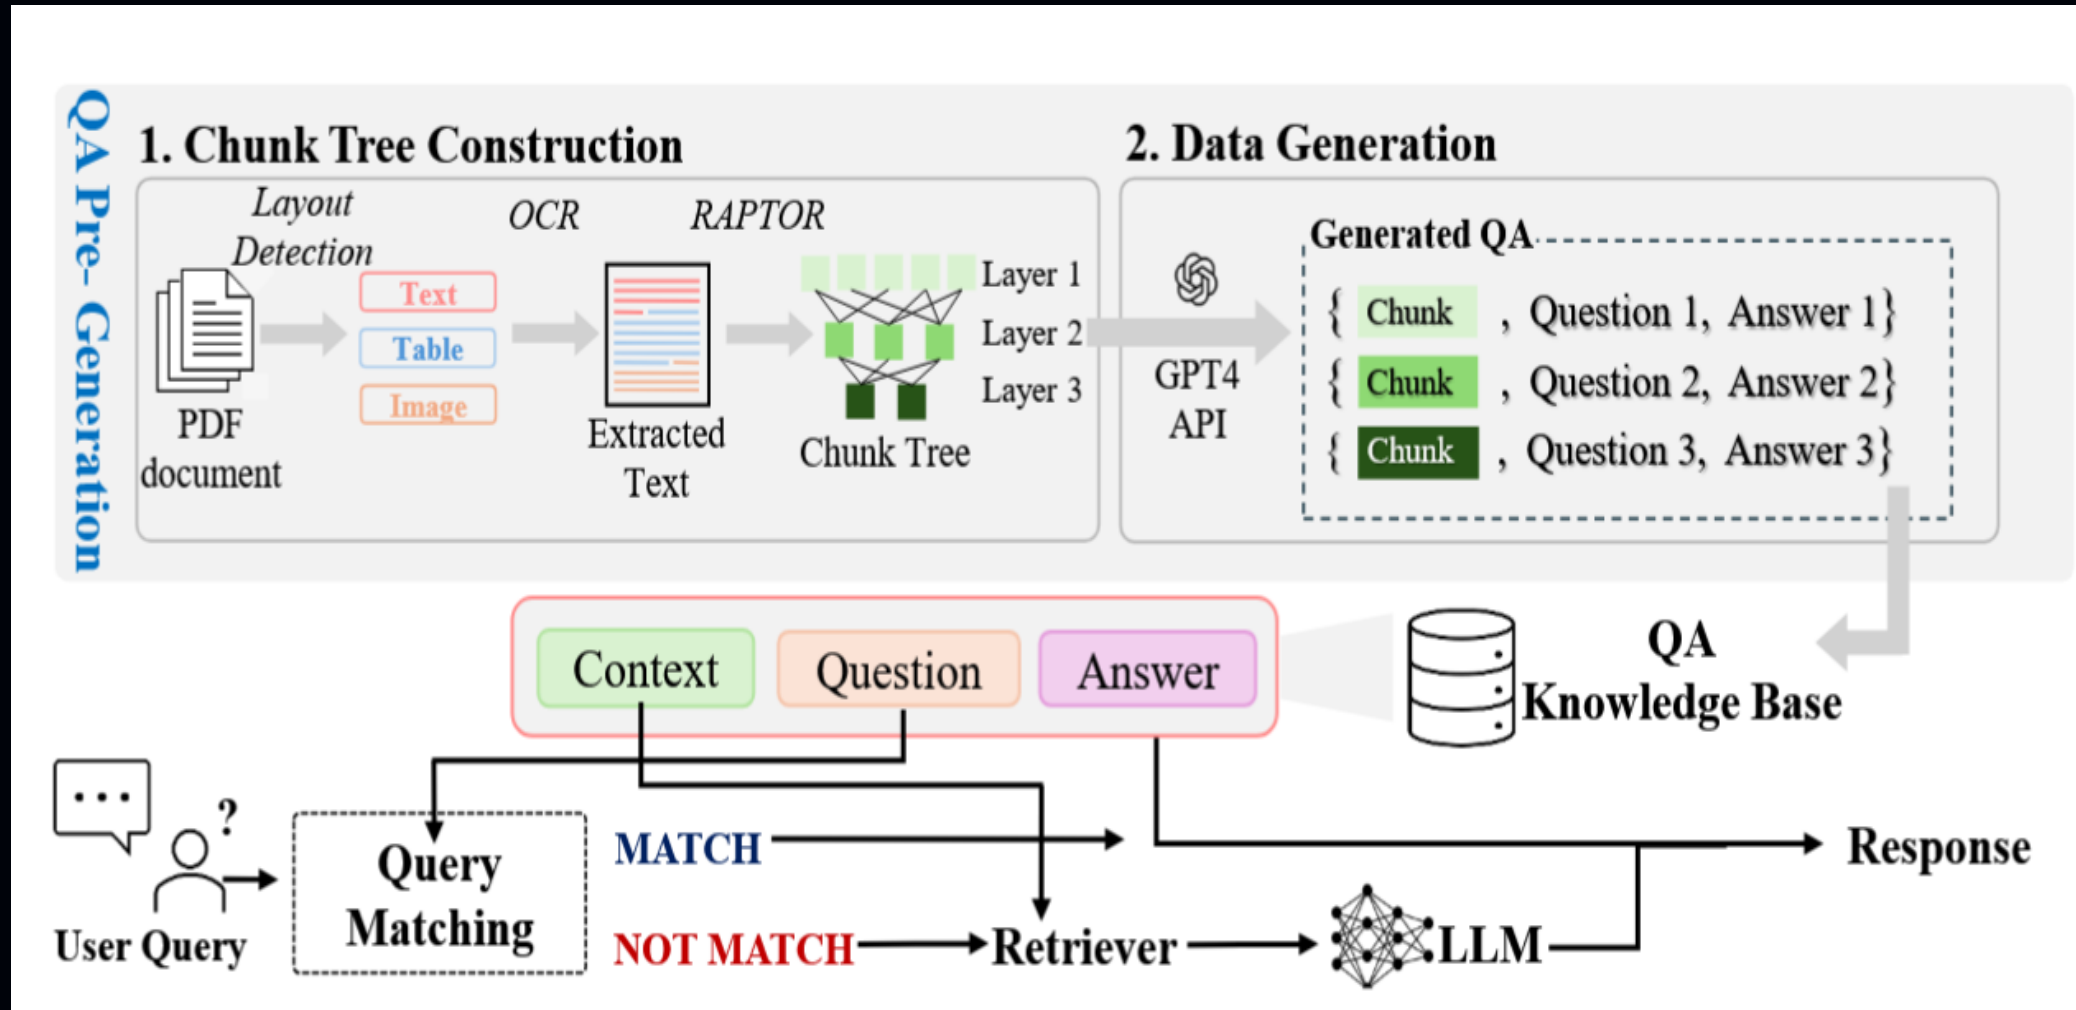 QA Pre- Generation
1. Chunk Tree Construction
Layout
Detection
OCR
RAPTOR
Text
Table
Image
PDF
document
Extracted
Text
Layer 1
Layer 2
Layer 3
Chunk Tree
2. Data Generation
GPT4
API
Generated QA
{ Chunk , Question 1, Answer 1}
{ Chunk , Question 2, Answer 2}
{ Chunk , Question 3, Answer 3}
Context
Question
Answer
QA
Knowledge Base
?
User Query
Query
Matching
MATCH
NOT MATCH
Retriever
LLM
Response